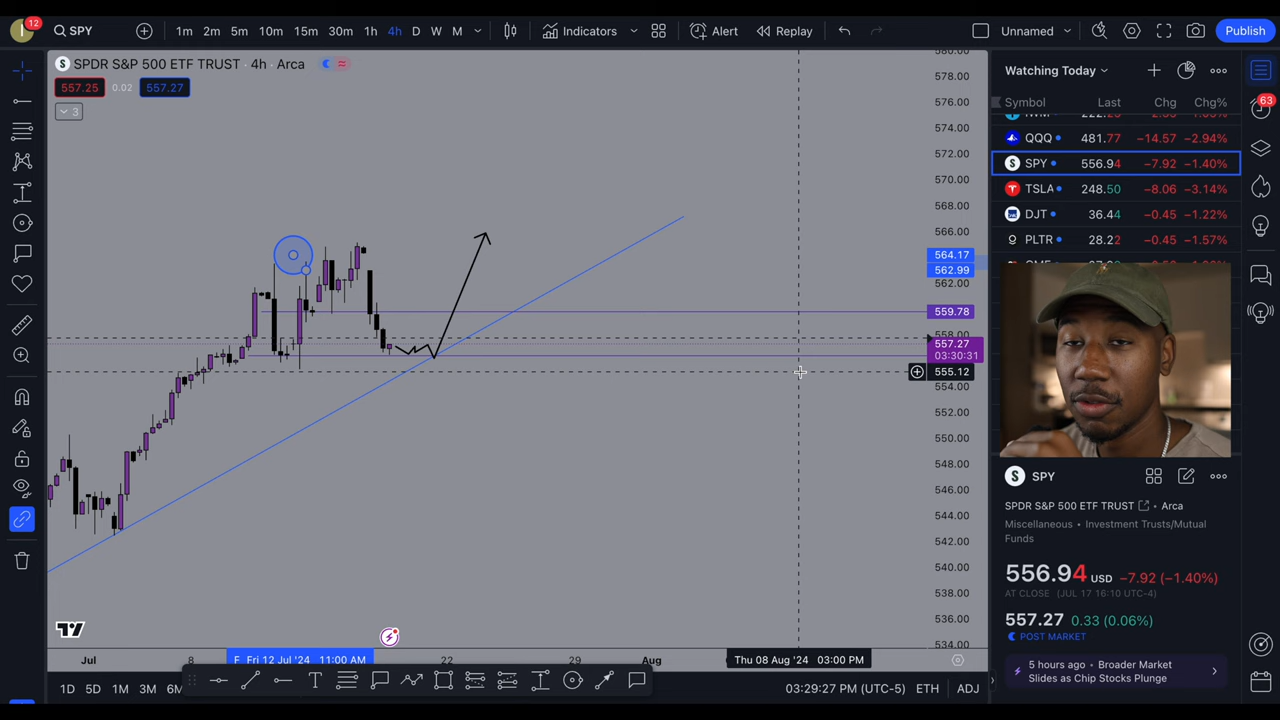 12
I
SPY
1m 2m 5m 10m 15m 30m 1h 4h D W M
Indicators
Alert
Replay
Unnamed
Publish
S SPDR S&P 500 ETF TRUST · 4h · Arca
557.25 0.02 557.27
3
578.00
576.00
574.00
572.00
570.00
568.00
566.00
564.17
562.99
562.00
559.78
558.00
557.27
03:30:31
555.12
554.00
552.00
550.00
548.00
546.00
544.00
542.00
540.00
538.00
536.00
534.00
Jul 8 F Fri 12 Jul '24 11:00 AM 22 29 Aug Thu 08 Aug '24 03:00 PM
1D 5D 1M 3M 6M
T
03:29:27 PM (UTC-5) ETH ADJ
Watching Today
Symbol Last Chg Chg%
QQQ 481.77 −14.57 −2.94%
S SPY 556.94 −7.92 −1.40%
TSLA 248.50 −8.06 −3.14%
DJT 36.44 −0.45 −1.22%
PLTR 28.22 −0.45 −1.57%
63
S SPY
SPDR S&P 500 ETF TRUST · Arca
Miscellaneous · Investment Trusts/Mutual
Funds
556.94 USD −7.92 (−1.40%)
AT CLOSE (JUL 17 16:10 UTC-4)
557.27 0.33 (0.06%)
POST MARKET
5 hours ago · Broader Market
Slides as Chip Stocks Plunge